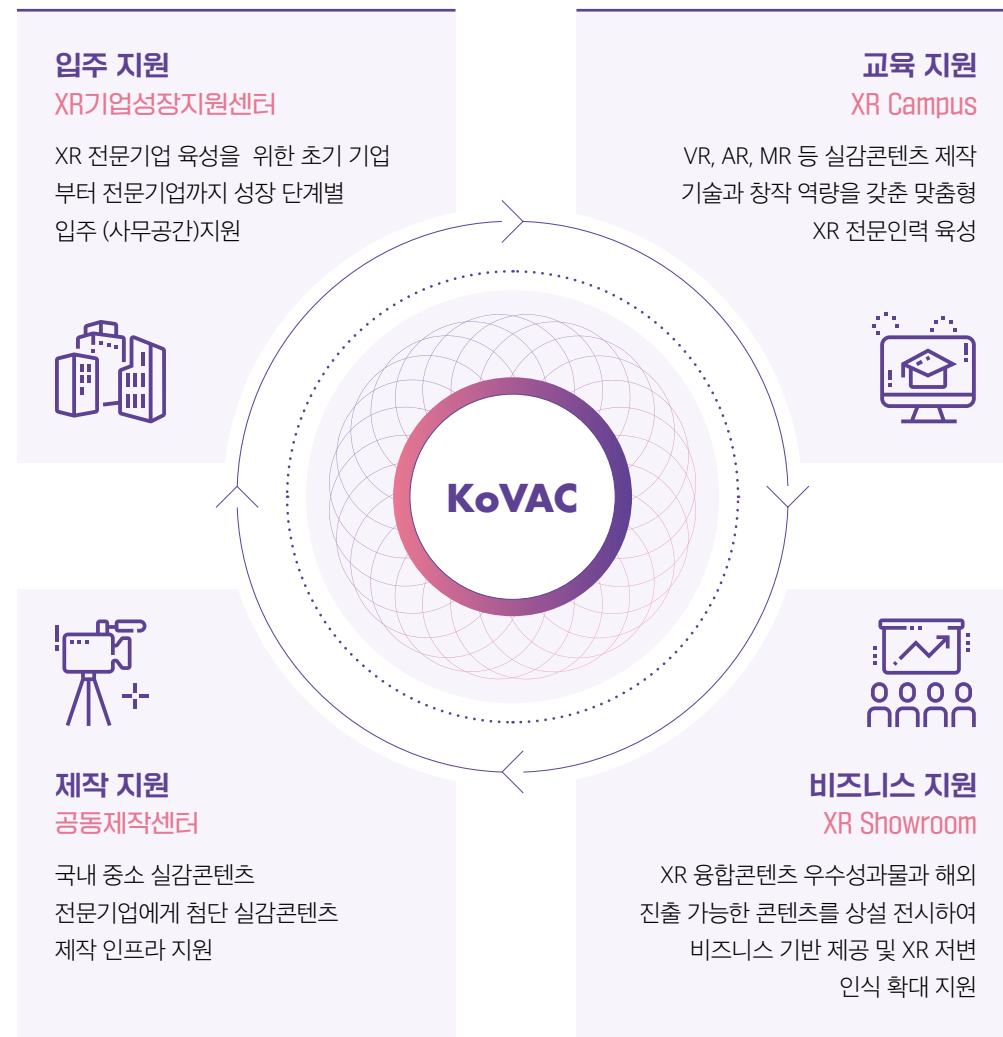 입주 지원
XR기업성장지원센터
XR 전문기업 육성을 위한 초기 기업
부터 전문기업까지 성장 단계별
입주 (사무공간)지원
교육 지원
XR Campus
VR, AR, MR 등 실감콘텐츠 제작
기술과 창작 역량을 갖춘 맞춤형
XR 전문인력 육성
KoVAC
제작 지원
공동제작센터
국내 중소 실감콘텐츠
전문기업에게 첨단 실감콘텐츠
제작 인프라 지원
비즈니스 지원
XR Showroom
XR 융합콘텐츠 우수성과물과 해외
진출 가능한 콘텐츠를 상설 전시하여
비즈니스 기반 제공 및 XR 저변
인식 확대 지원